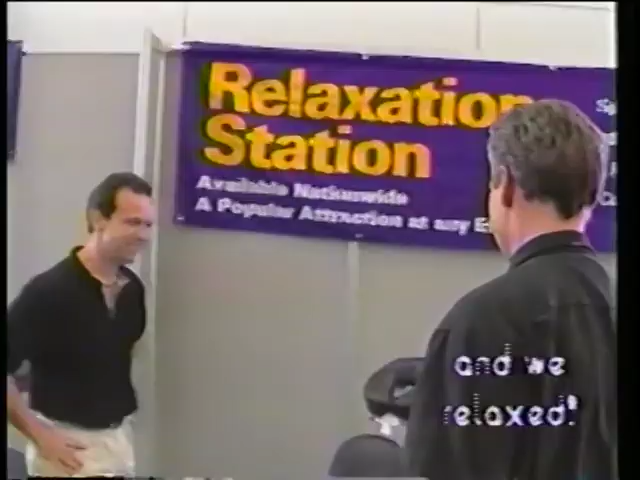 Relaxation
Station
Available Nationwide
A Popular Attraction at any
and we
relaxed!